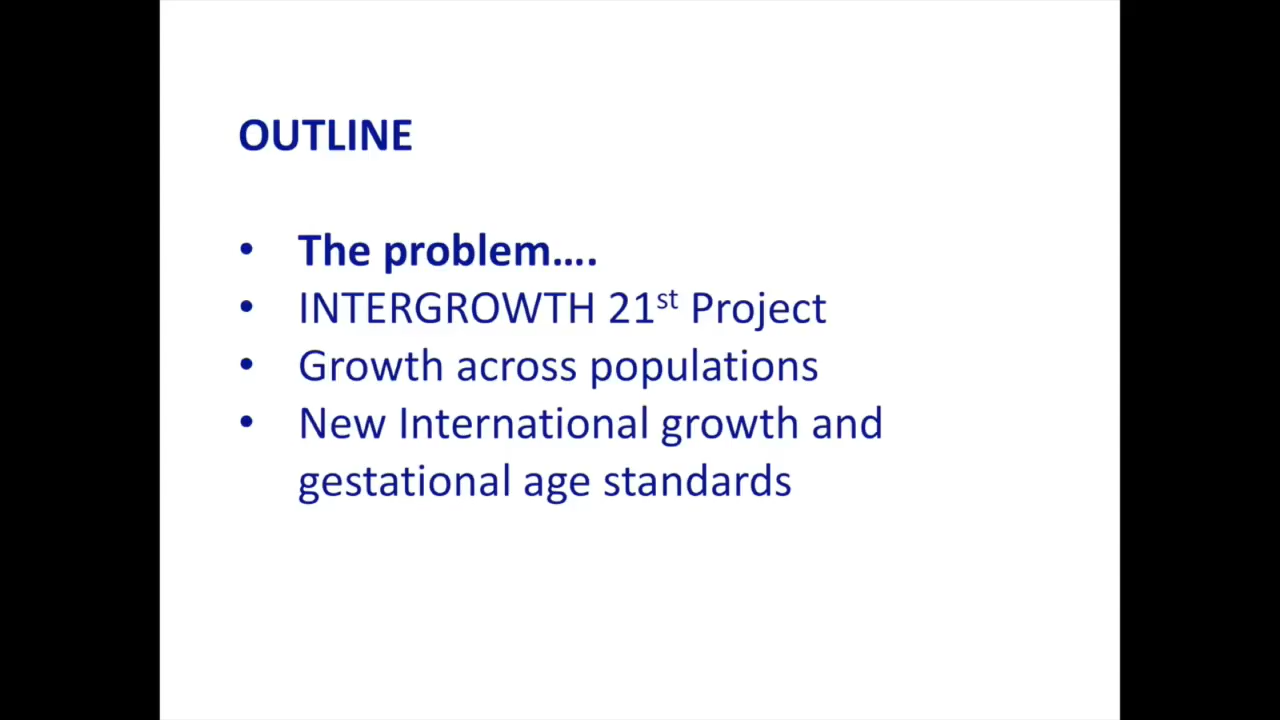 OUTLINE
• The problem….
• INTERGROWTH 21st Project
• Growth across populations
• New International growth and
gestational age standards